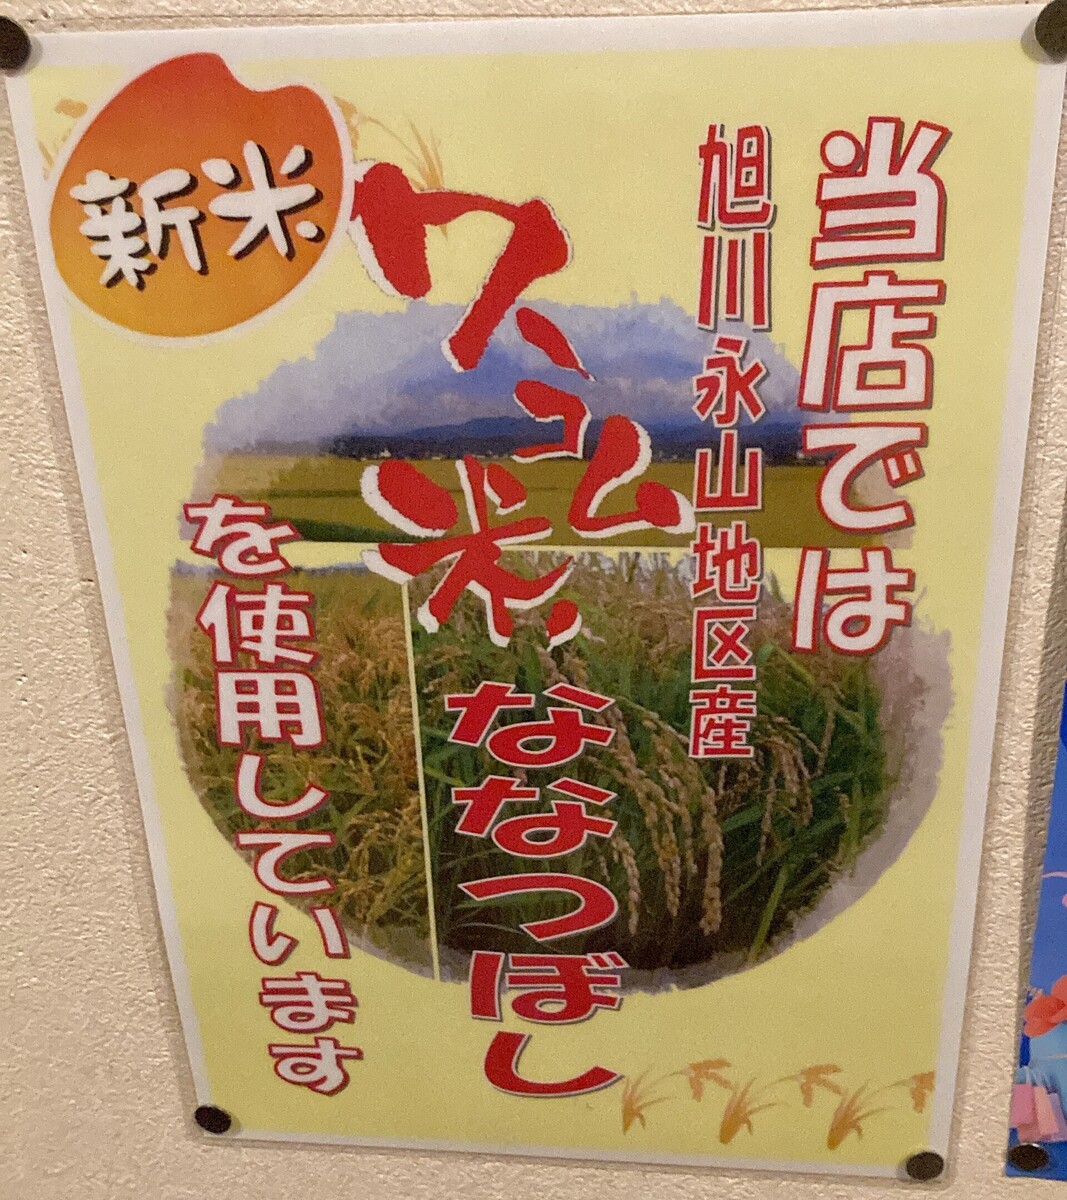 当店では
旭川永山地区産
ワコム米
ななつぼし
を使用しています
新米